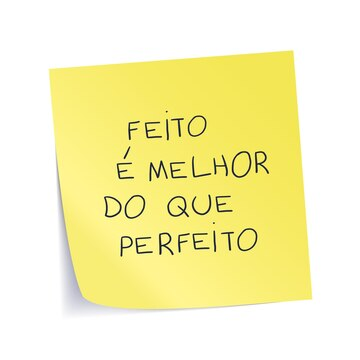 FEITO
É MELHOR
DO QUE
PERFEITO